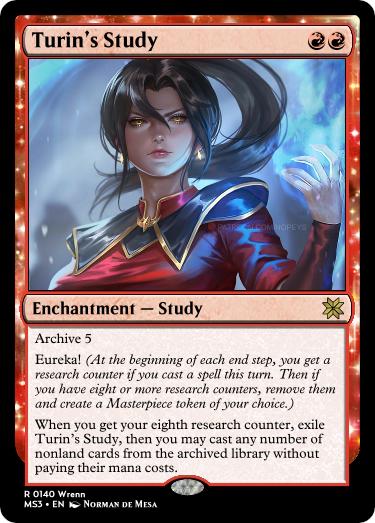 Turin's Study
© PATREON.COM/NOPEYS
Enchantment — Study
Archive 5
Eureka! (At the beginning of each end step, you get a
research counter if you cast a spell this turn. Then if
you have eight or more research counters, remove them
and create a Masterpiece token of your choice.)
When you get your eighth research counter, exile
Turin's Study, then you may cast any number of
nonland cards from the archived library without
paying their mana costs.
R 0140 Wrenn
MS3 • EN Norman de Mesa